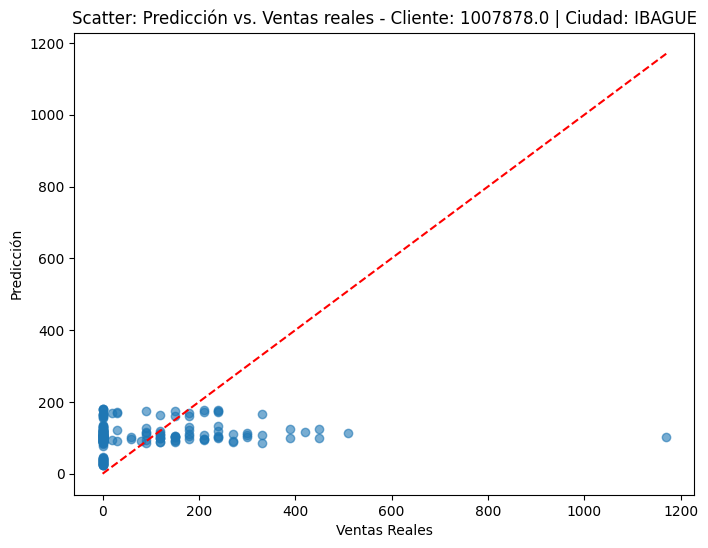 Scatter: Predicción vs. Ventas reales - Cliente: 1007878.0 | Ciudad: IBAGUE
1200
1000
800
600
400
200
0
Predicción
0 200 400 600 800 1000 1200
Ventas Reales